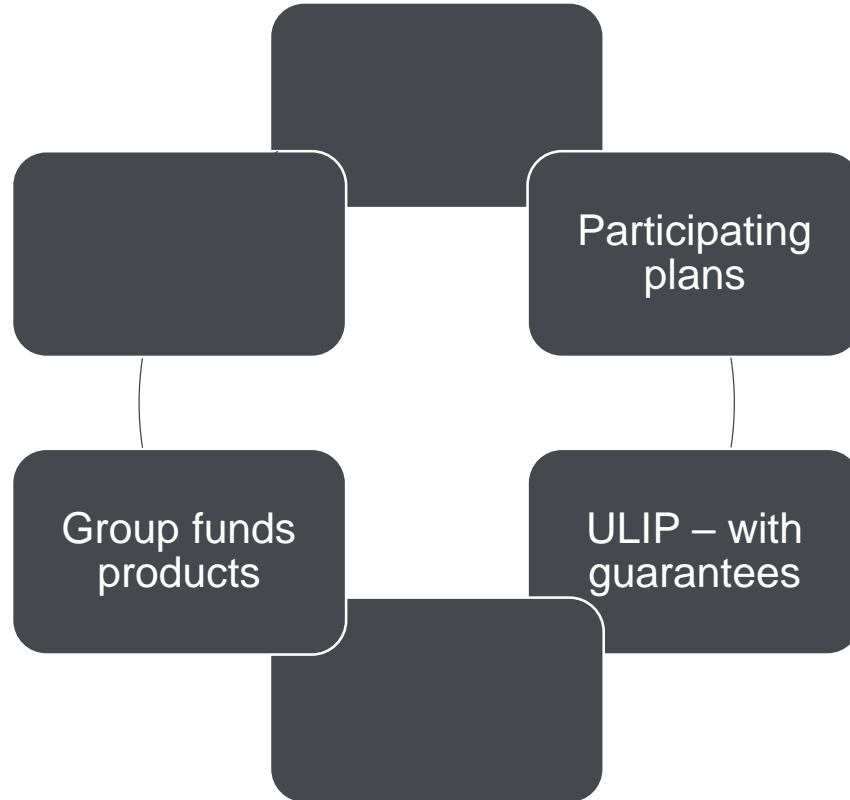 Participating
plans
Group funds
products
ULIP – with
guarantees